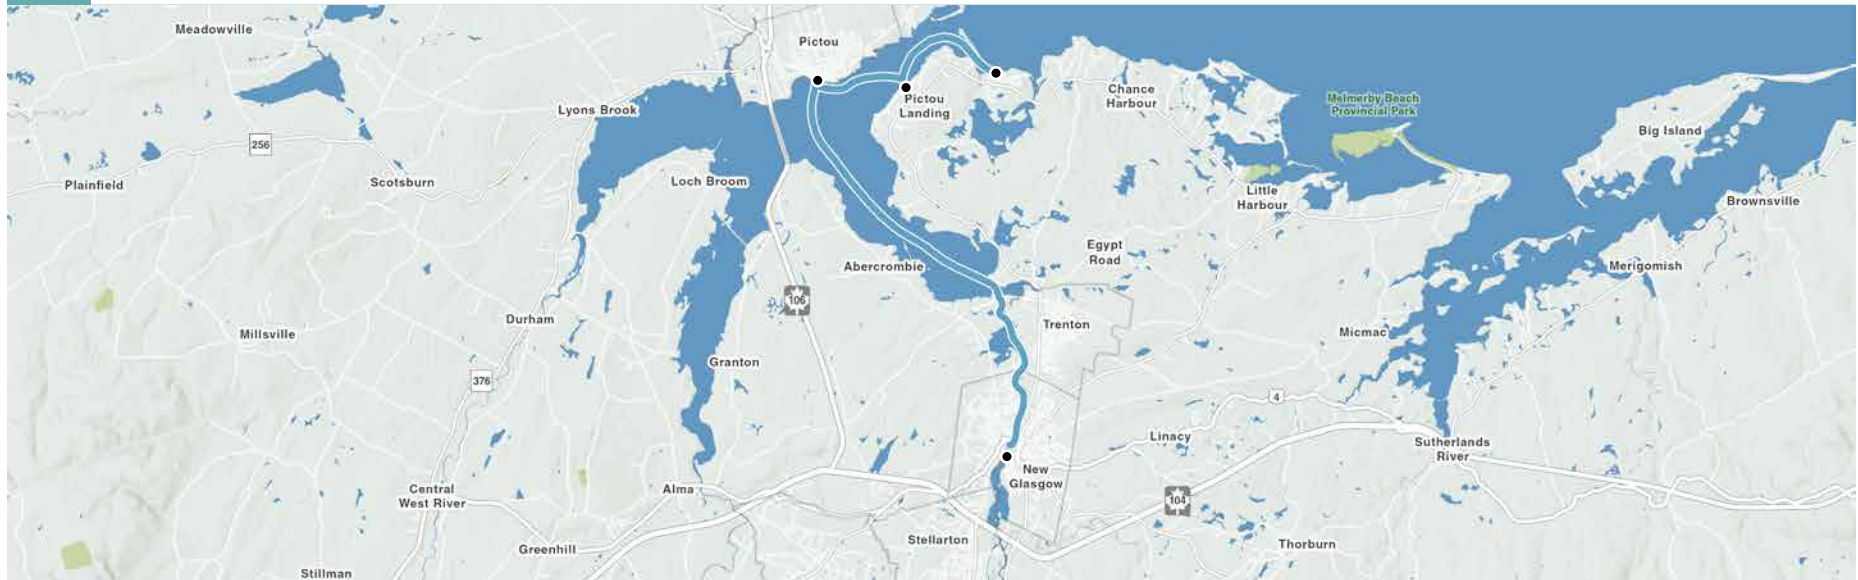 Meadowville
Pictou
Lyons Brook
Pictou
Landing
Chance
Harbour
Melmerby Beach
Provincial Park
Big Island
256
Plainfield
Scotsburn
Loch Broom
Little
Harbour
Brownsville
Abercrombie
Egypt
Road
Merigomish
106
Durham
Trenton
Micmac
Millsville
Granton
376
4
Linacy
Sutherlands
River
New
Glasgow
Central
West River
Alma
104
Greenhill
Stellarton
Thorburn
Stillman